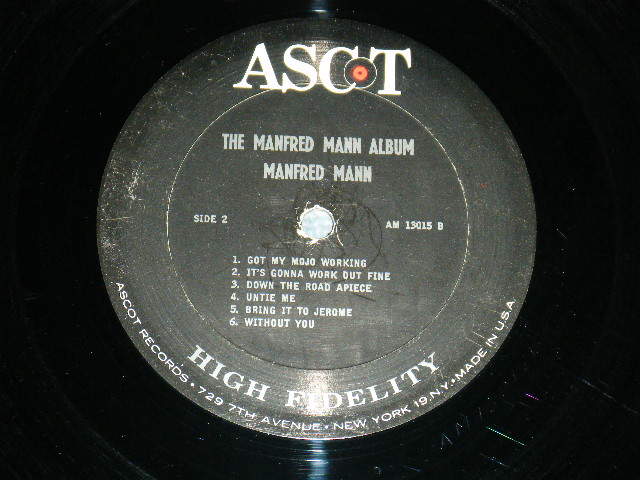 ASCOT
THE MANFRED MANN ALBUM
MANFRED MANN
SIDE 2
AM 13015 B
1. GOT MY MOJO WORKING
2. IT'S GONNA WORK OUT FINE
3. DOWN THE ROAD APIECE
4. UNTIE ME
5. BRING IT TO JEROME
6. WITHOUT YOU
HIGH FIDELITY
ASCOT RECORDS • 729 7TH AVENUE • NEW YORK 19, N.Y. • MADE IN U.S.A.